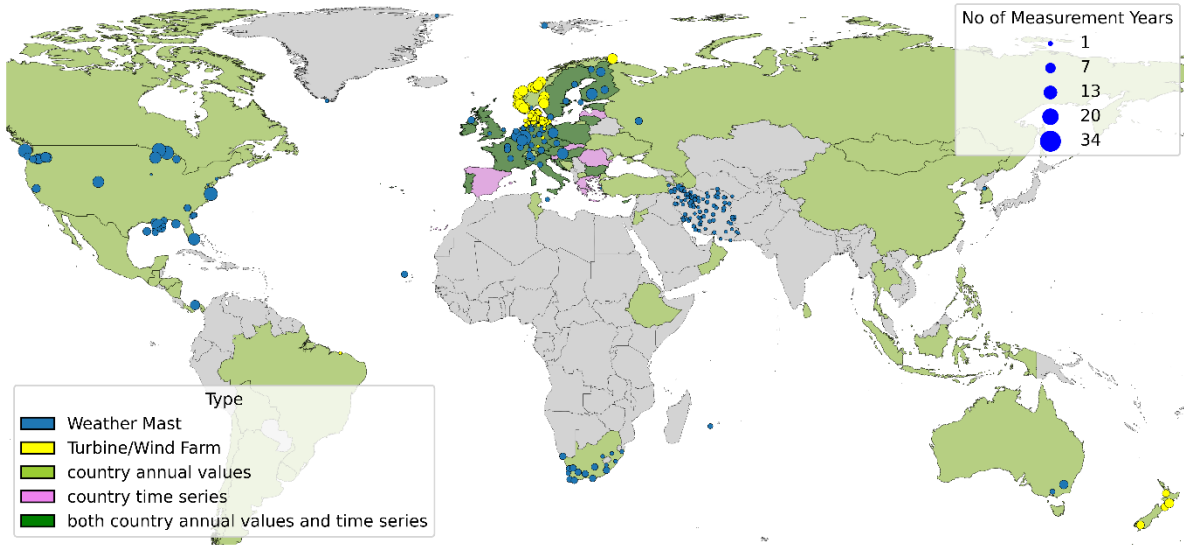 No of Measurement Years
1
7
13
20
34
Type
Weather Mast
Turbine/Wind Farm
country annual values
country time series
both country annual values and time series